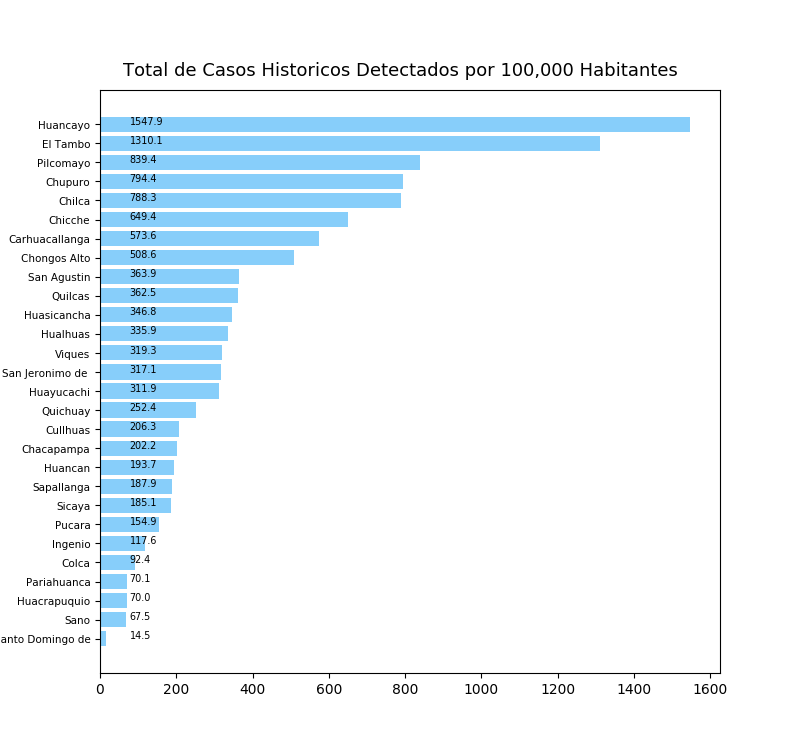 Total de Casos Historicos Detectados por 100,000 Habitantes
Huancayo 1547.9
El Tambo 1310.1
Pilcomayo 839.4
Chupuro 794.4
Chilca 788.3
Chicche 649.4
Carhuacallanga 573.6
Chongos Alto 508.6
San Agustin 363.9
Quilcas 362.5
Huasicancha 346.8
Hualhuas 335.9
Viques 319.3
San Jeronimo de 317.1
Huayucachi 311.9
Quichuay 252.4
Cullhuas 206.3
Chacapampa 202.2
Huancan 193.7
Sapallanga 187.9
Sicaya 185.1
Pucara 154.9
Ingenio 117.6
Colca 92.4
Pariahuanca 70.1
Huacrapuquio 70.0
Sano 67.5
anto Domingo de 14.5
0 200 400 600 800 1000 1200 1400 1600